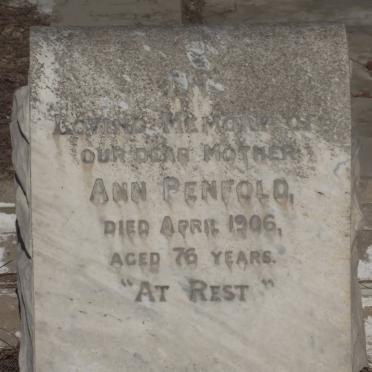 IN
LOVING MEMORY OF
OUR DEAR MOTHER
ANN PENFOLD,
DIED APRIL 1906,
AGED 76 YEARS.
"AT REST"